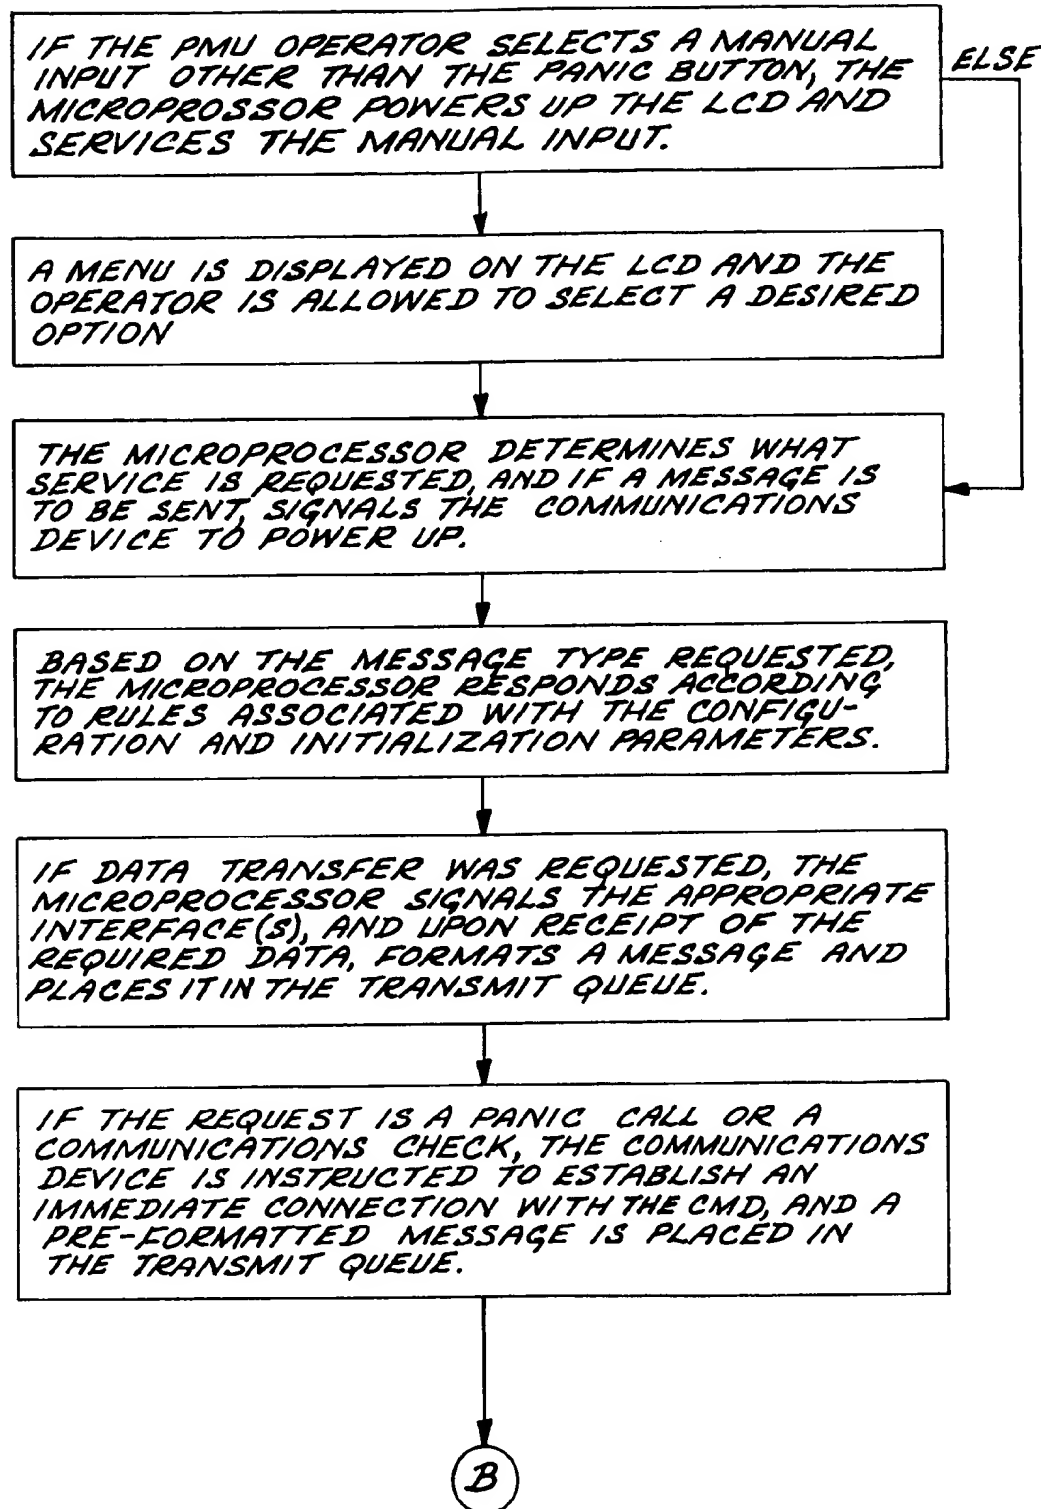 IF THE PMU OPERATOR SELECTS A MANUAL
INPUT OTHER THAN THE PANIC BUTTON, THE
MICROPROSSOR POWERS UP THE LCD AND
SERVICES THE MANUAL INPUT.
ELSE
A MENU IS DISPLAYED ON THE LCD AND THE
OPERATOR IS ALLOWED TO SELECT A DESIRED
OPTION
THE MICROPROCESSOR DETERMINES WHAT
SERVICE IS REQUESTED, AND IF A MESSAGE IS
TO BE SENT, SIGNALS THE COMMUNICATIONS
DEVICE TO POWER UP.
BASED ON THE MESSAGE TYPE REQUESTED,
THE MICROPROCESSOR RESPONDS ACCORDING
TO RULES ASSOCIATED WITH THE CONFIGU-
RATION AND INITIALIZATION PARAMETERS.
IF DATA TRANSFER WAS REQUESTED, THE
MICROPROCESSOR SIGNALS THE APPROPRIATE
INTERFACE(S), AND UPON RECEIPT OF THE
REQUIRED DATA, FORMATS A MESSAGE AND
PLACES IT IN THE TRANSMIT QUEUE.
IF THE REQUEST IS A PANIC CALL OR A
COMMUNICATIONS CHECK, THE COMMUNICATIONS
DEVICE IS INSTRUCTED TO ESTABLISH AN
IMMEDIATE CONNECTION WITH THE CMD, AND A
PRE-FORMATTED MESSAGE IS PLACED IN
THE TRANSMIT QUEUE.
B